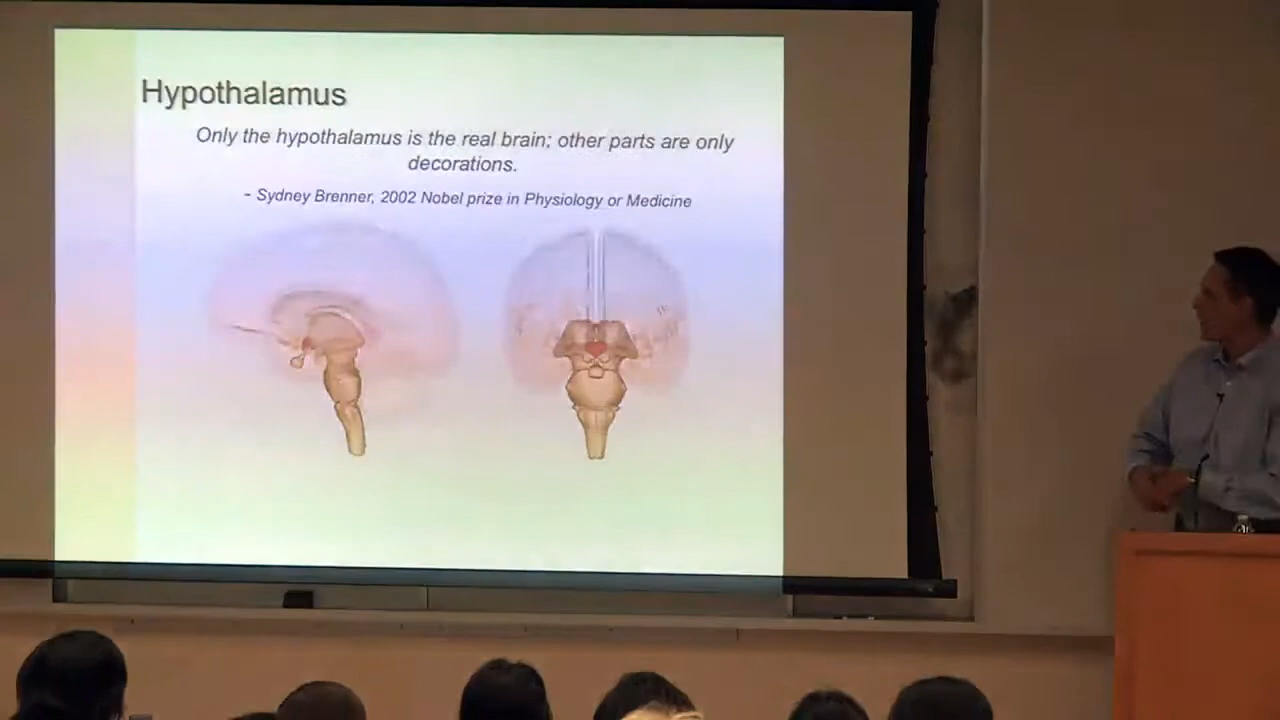 Hypothalamus
Only the hypothalamus is the real brain; other parts are only
decorations.
- Sydney Brenner, 2002 Nobel prize in Physiology or Medicine